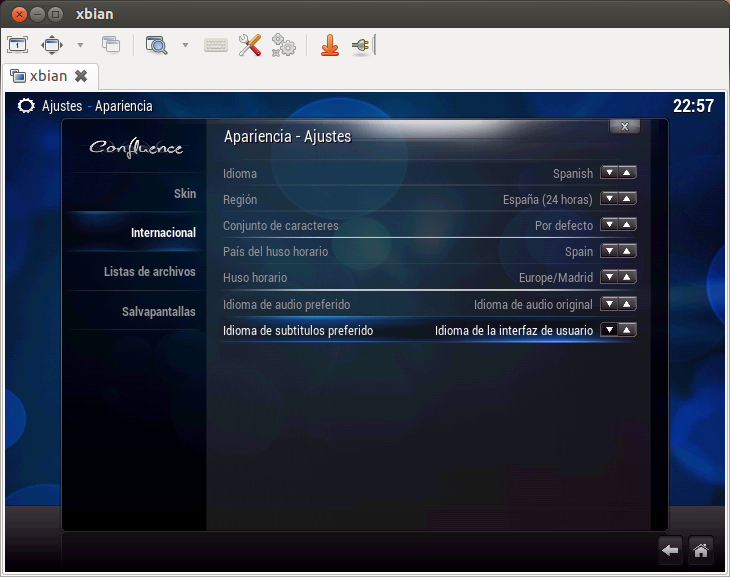 xbian
xbian
Ajustes - Apariencia 22:57
Confluence
Apariencia - Ajustes
x
Skin
Internacional
Listas de archivos
Salvapantallas
Idioma Spanish
Región España (24 horas)
Conjunto de caracteres Por defecto
País del huso horario Spain
Huso horario Europe/Madrid
Idioma de audio preferido Idioma de audio original
Idioma de subtitulos preferido Idioma de la interfaz de usuario